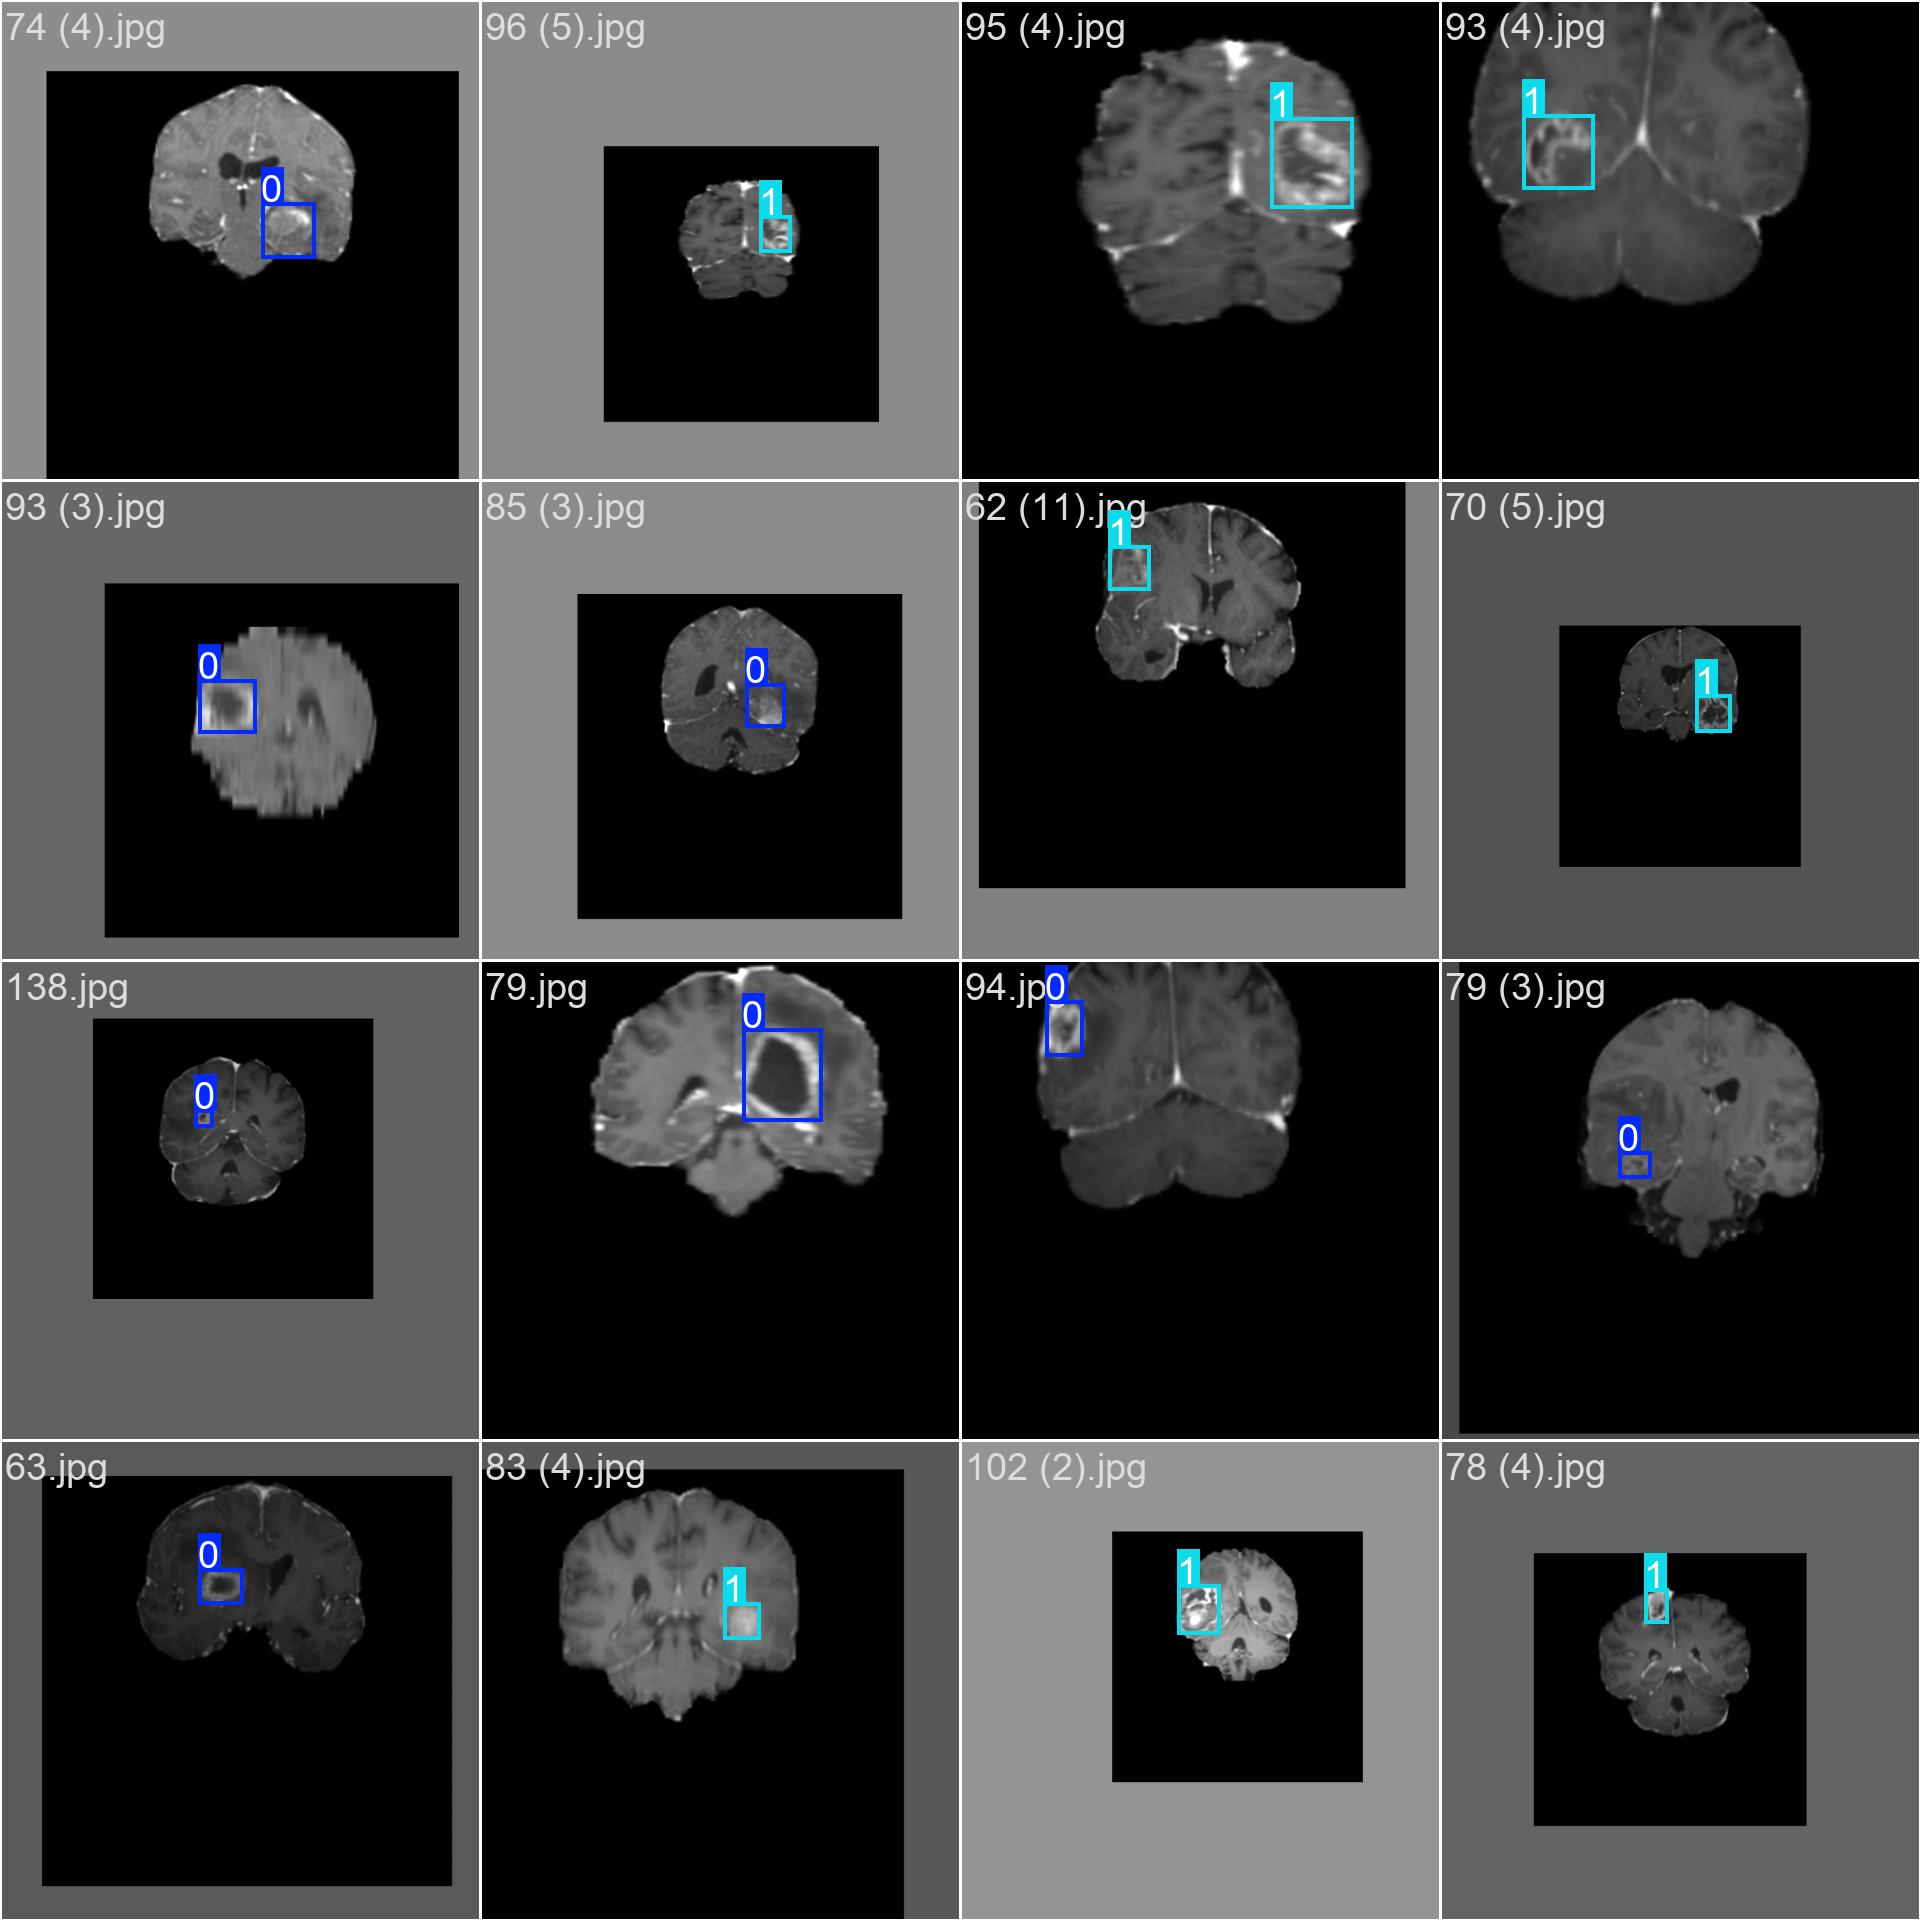 74 (4).jpg
96 (5).jpg
95 (4).jpg
93 (4).jpg
0
1
1
1
93 (3).jpg
85 (3).jpg
62 (11).jpg
70 (5).jpg
0
0
1
1
138.jpg
79.jpg
94.jp
79 (3).jpg
0
0
0
0
63.jpg
83 (4).jpg
102 (2).jpg
78 (4).jpg
0
1
1
1